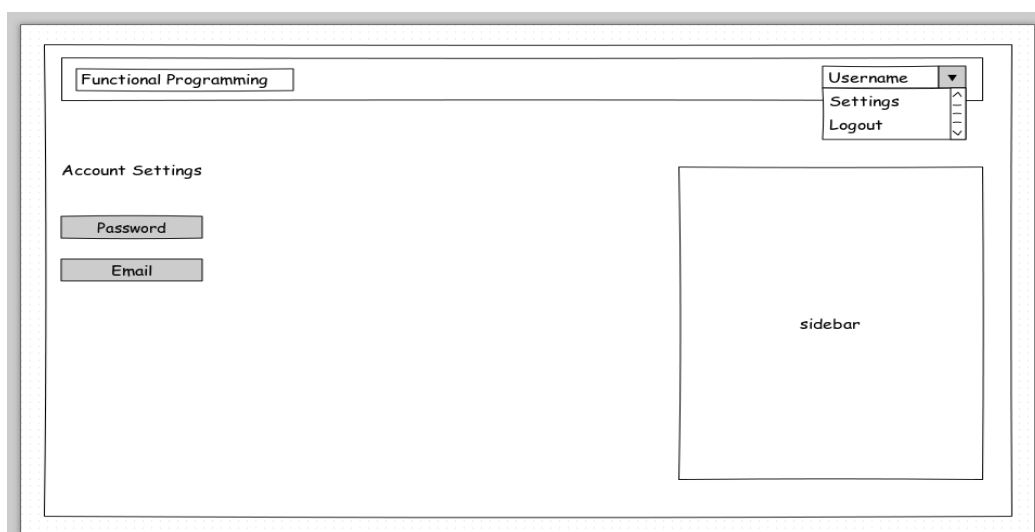 Functional Programming
Username
Settings
Logout
Account Settings
Password
Email
sidebar